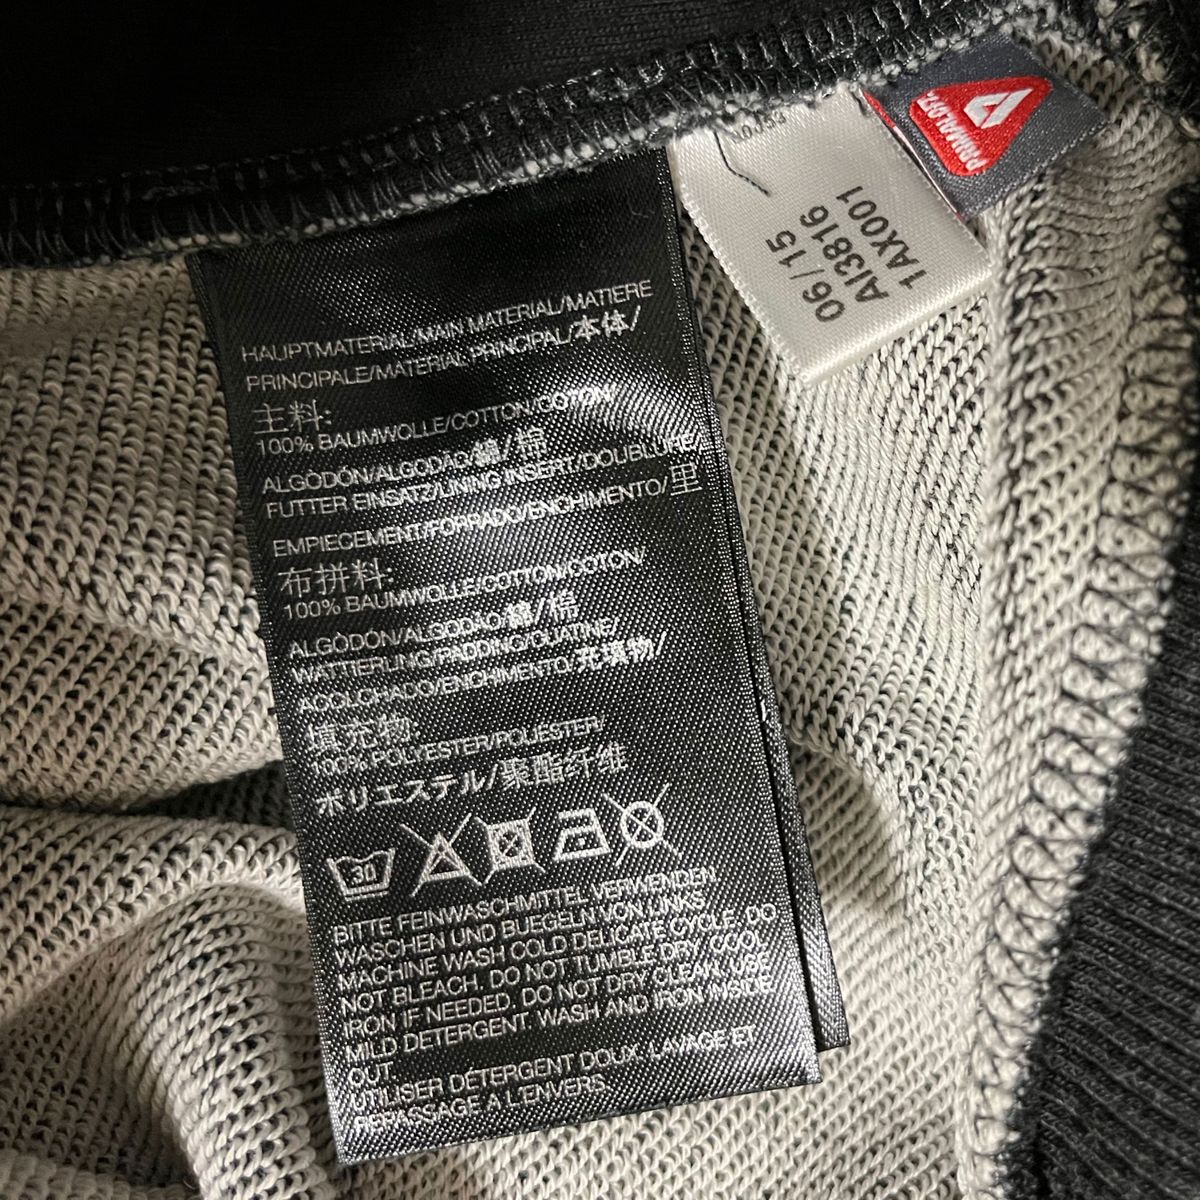 HAUPTMATERIAL/MAIN MATERIAL/MATIERE
PRINCIPALE/MATERIAL PRINCIPAL/本体/
主料:
100% BAUMWOLLE/COTTON/COTON/
ALGODÓN/ALGODÃO/綿/棉
FUTTER EINSATZ/LINING INSERT/DOUBLURE/
EMPIECEMENT/FORRADO/ENCHIMENTO/里
布拼料:
100% BAUMWOLLE/COTTON/COTON/
ALGODÓN/ALGODÃO/綿/棉
WATTIERUNG/PADDING/OUATINE/
ACOLCHADO/ENCHIMENTO/充填物/
填充物:
100% POLYESTER/POLIESTER/
ポリエステル/聚酯纤维
30
BITTE FEINWASCHMITTEL VERWENDEN
WASCHEN UND BUEGELN VON LINKS
MACHINE WASH COLD DELICATE CYCLE. DO
NOT BLEACH. DO NOT TUMBLE DRY. COOL
IRON IF NEEDED. DO NOT DRY CLEAN. USE
MILD DETERGENT. WASH AND IRON INSIDE
OUT
UTILISER DÉTERGENT DOUX. LAVAGE ET
REPASSAGE A L'ENVERS
06/15
AI3816
1AX001
PRIMALOFT